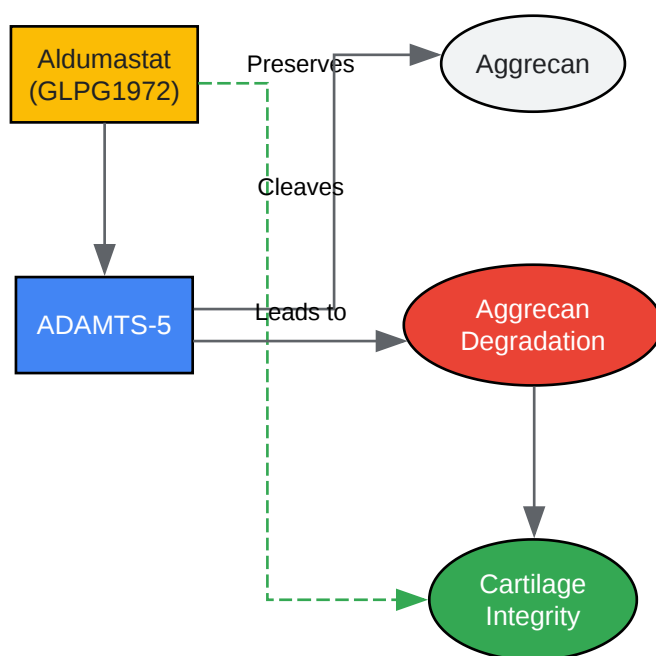 Aldumastat
(GLPG1972)
Preserves
Aggrecan
Cleaves
ADAMTS-5
Leads to
Aggrecan
Degradation
Cartilage
Integrity